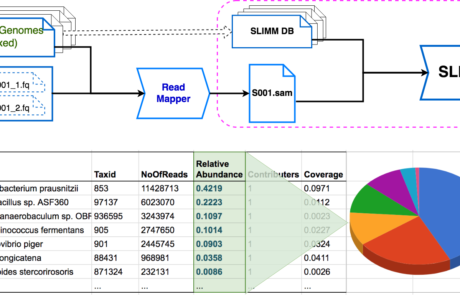 Genomes
SLIMM DB
xed)
001_1.fq
Read
Mapper
S001.sam
SLI
001_2.fq
Taxid NoOfReads Relative Abundance Contributers Coverage
bacterium prausnitzii 853 11428713 0.4219 1 0.0971
acillus sp. ASF360 97137 6023070 0.2223 1 0.0112
anaerobaculum sp. OBF 936595 3243974 0.1097 1 0.0023
inococcus fermentans 905 2747650 0.1014 1 0.0227
ovibrio piger 901 2445745 0.0903 1 0.0324
ongicatena 88431 968981 0.0358 1 0.0411
oides stercorirosoris 871324 232131 0.0086 1 0.0026
... ... ... ...